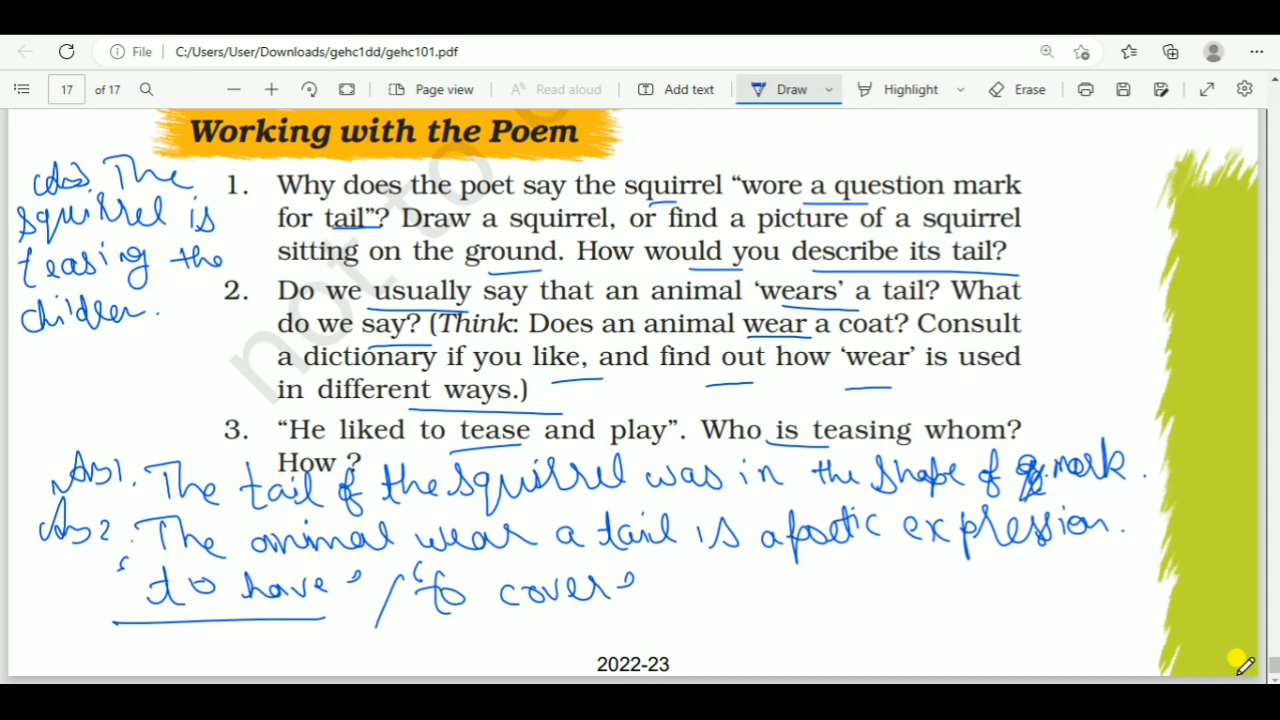 File C:/Users/User/Downloads/gehc1dd/gehc101.pdf
17 of 17 Page view Read aloud Add text Draw Highlight Erase
Working with the Poem
1. Why does the poet say the squirrel “wore a question mark
for tail”? Draw a squirrel, or find a picture of a squirrel
sitting on the ground. How would you describe its tail?
2. Do we usually say that an animal ‘wears’ a tail? What
do we say? (Think: Does an animal wear a coat? Consult
a dictionary if you like, and find out how ‘wear’ is used
in different ways.)
3. “He liked to tease and play”. Who is teasing whom?
How ?
The
squirrel is
teasing the
children.
Ans1. The tail of the squirrel was in the shape of mark.
Ans2. The animal wear a tail is a poetic expression.
‘to have’ / ‘to cover’
not to
2022-23